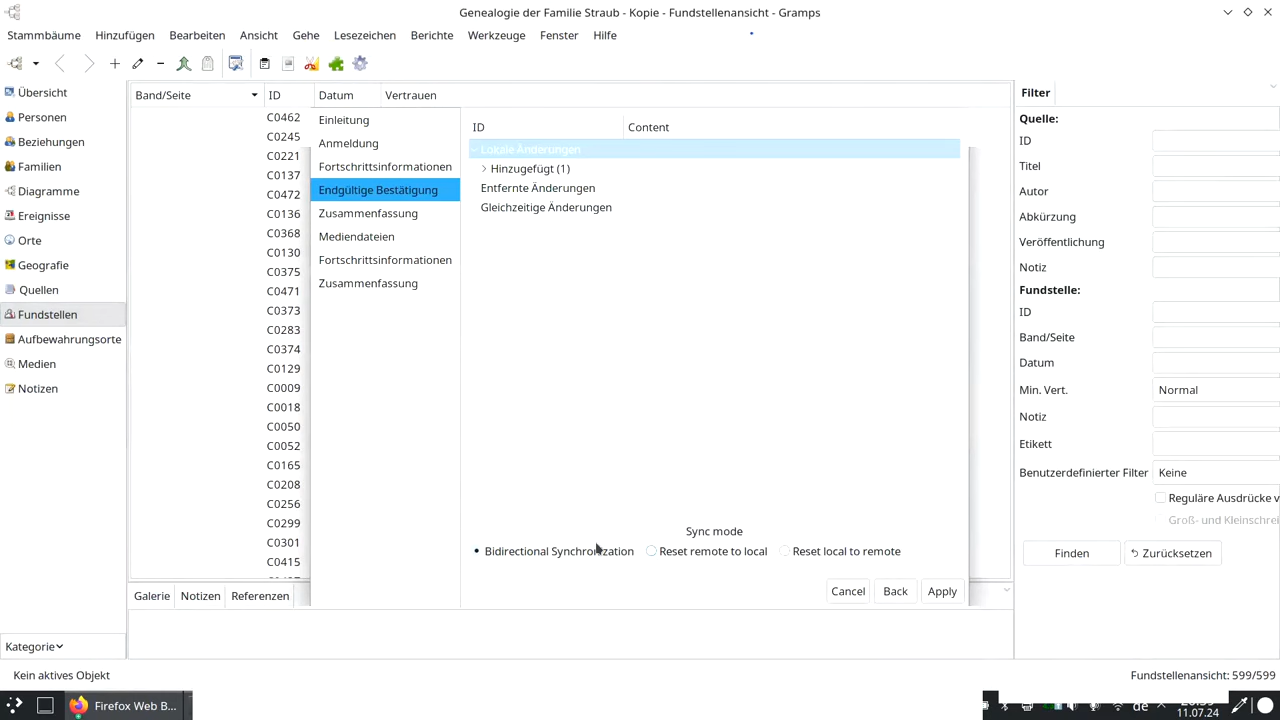 Genealogie der Familie Straub - Kopie - Fundstellenansicht - Gramps
Stammbäume Hinzufügen Bearbeiten Ansicht Gehe Lesezeichen Berichte Werkzeuge Fenster Hilfe
Übersicht
Personen
Beziehungen
Familien
Diagramme
Ereignisse
Orte
Geografie
Quellen
Fundstellen
Aufbewahrungsorte
Medien
Notizen
Kategorie
Band/Seite ID Datum Vertrauen
C0462
C0245
C0221
C0137
C0472
C0136
C0368
C0130
C0375
C0471
C0373
C0283
C0374
C0129
C0009
C0018
C0050
C0052
C0165
C0208
C0256
C0299
C0301
C0415
Einleitung
Anmeldung
Fortschrittsinformationen
Endgültige Bestätigung
Zusammenfassung
Mediendateien
Fortschrittsinformationen
Zusammenfassung
ID Content
Lokale Änderungen
Hinzugefügt (1)
Entfernte Änderungen
Gleichzeitige Änderungen
Sync mode
Bidirectional Synchronization Reset remote to local Reset local to remote
Cancel Back Apply
Galerie Notizen Referenzen
Filter
Quelle:
ID
Titel
Autor
Abkürzung
Veröffentlichung
Notiz
Fundstelle:
ID
Band/Seite
Datum
Min. Vert. Normal
Notiz
Etikett
Benutzerdefinierter Filter Keine
Reguläre Ausdrücke v
Groß- und Kleinschrei
Finden Zurücksetzen
Kein aktives Objekt
Fundstellenansicht: 599/599
Firefox Web B...
de
11.07.24